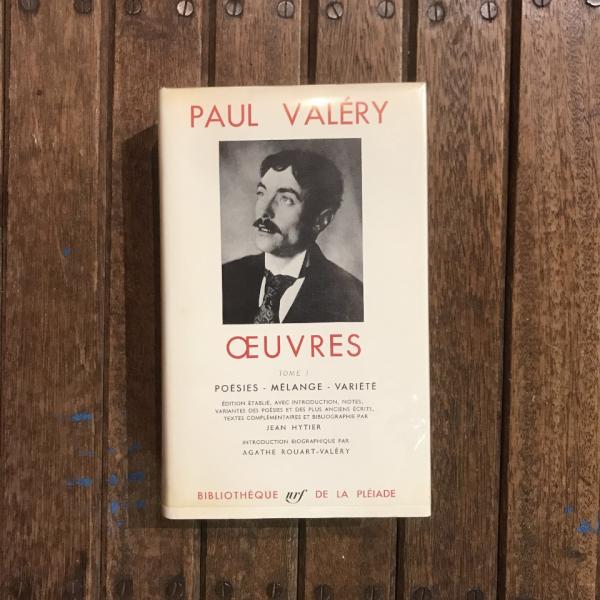 PAUL VALÉRY
ŒUVRES
TOME I
POÉSIES - MÉLANGE - VARIÉTÉ
ÉDITION ÉTABLIE, AVEC INTRODUCTION, NOTES,
VARIANTES DES POÉSIES ET DES PLUS ANCIENS ÉCRITS,
TEXTES COMPLÉMENTAIRES ET BIBLIOGRAPHIE PAR
JEAN HYTIER
INTRODUCTION BIOGRAPHIQUE PAR
AGATHE ROUART-VALÉRY
BIBLIOTHÈQUE nrf DE LA PLÉIADE